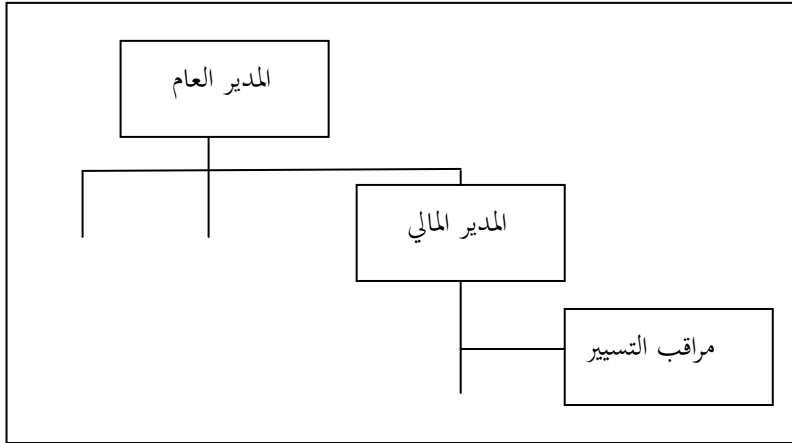 المدير العام
المدير المالي
مراقب التسيير